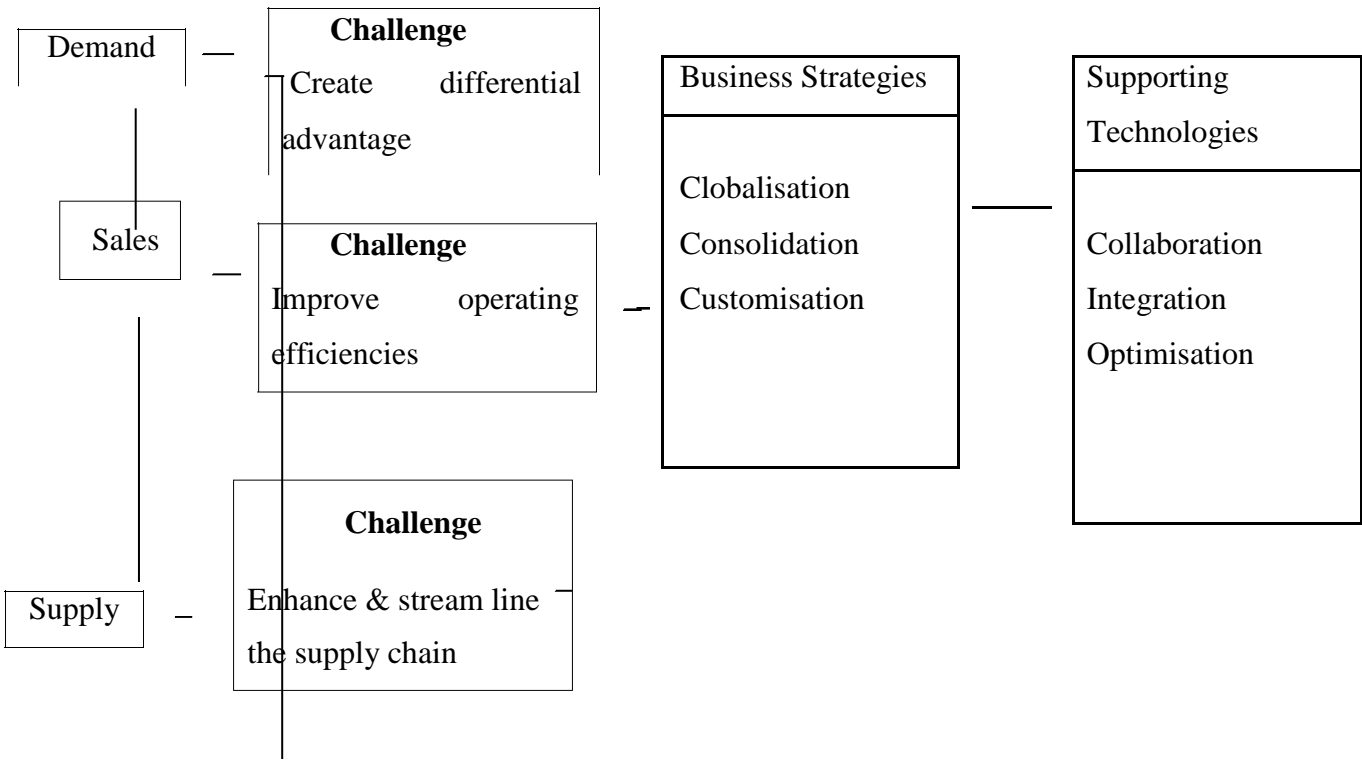 Demand
Challenge
Create differential
advantage
Sales
Challenge
Improve operating
efficiencies
Supply
Challenge
Enhance & stream line
the supply chain
Business Strategies
Clobalisation
Consolidation
Customisation
Supporting
Technologies
Collaboration
Integration
Optimisation